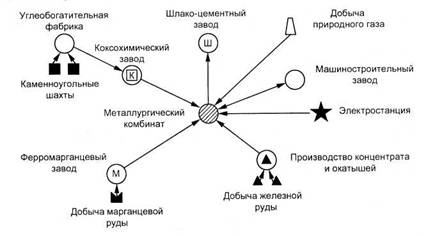 Углеобогатительная
фабрика
Шлако-цементный
завод
Добыча
природного газа
Коксохимический
завод
Ш
К
Каменноугольные
шахты
Машиностроительный
завод
Металлургический
комбинат
Электростанция
Ферромарганцевый
завод
М
Производство концентрата
и окатышей
Добыча марганцевой
руды
Добыча железной
руды